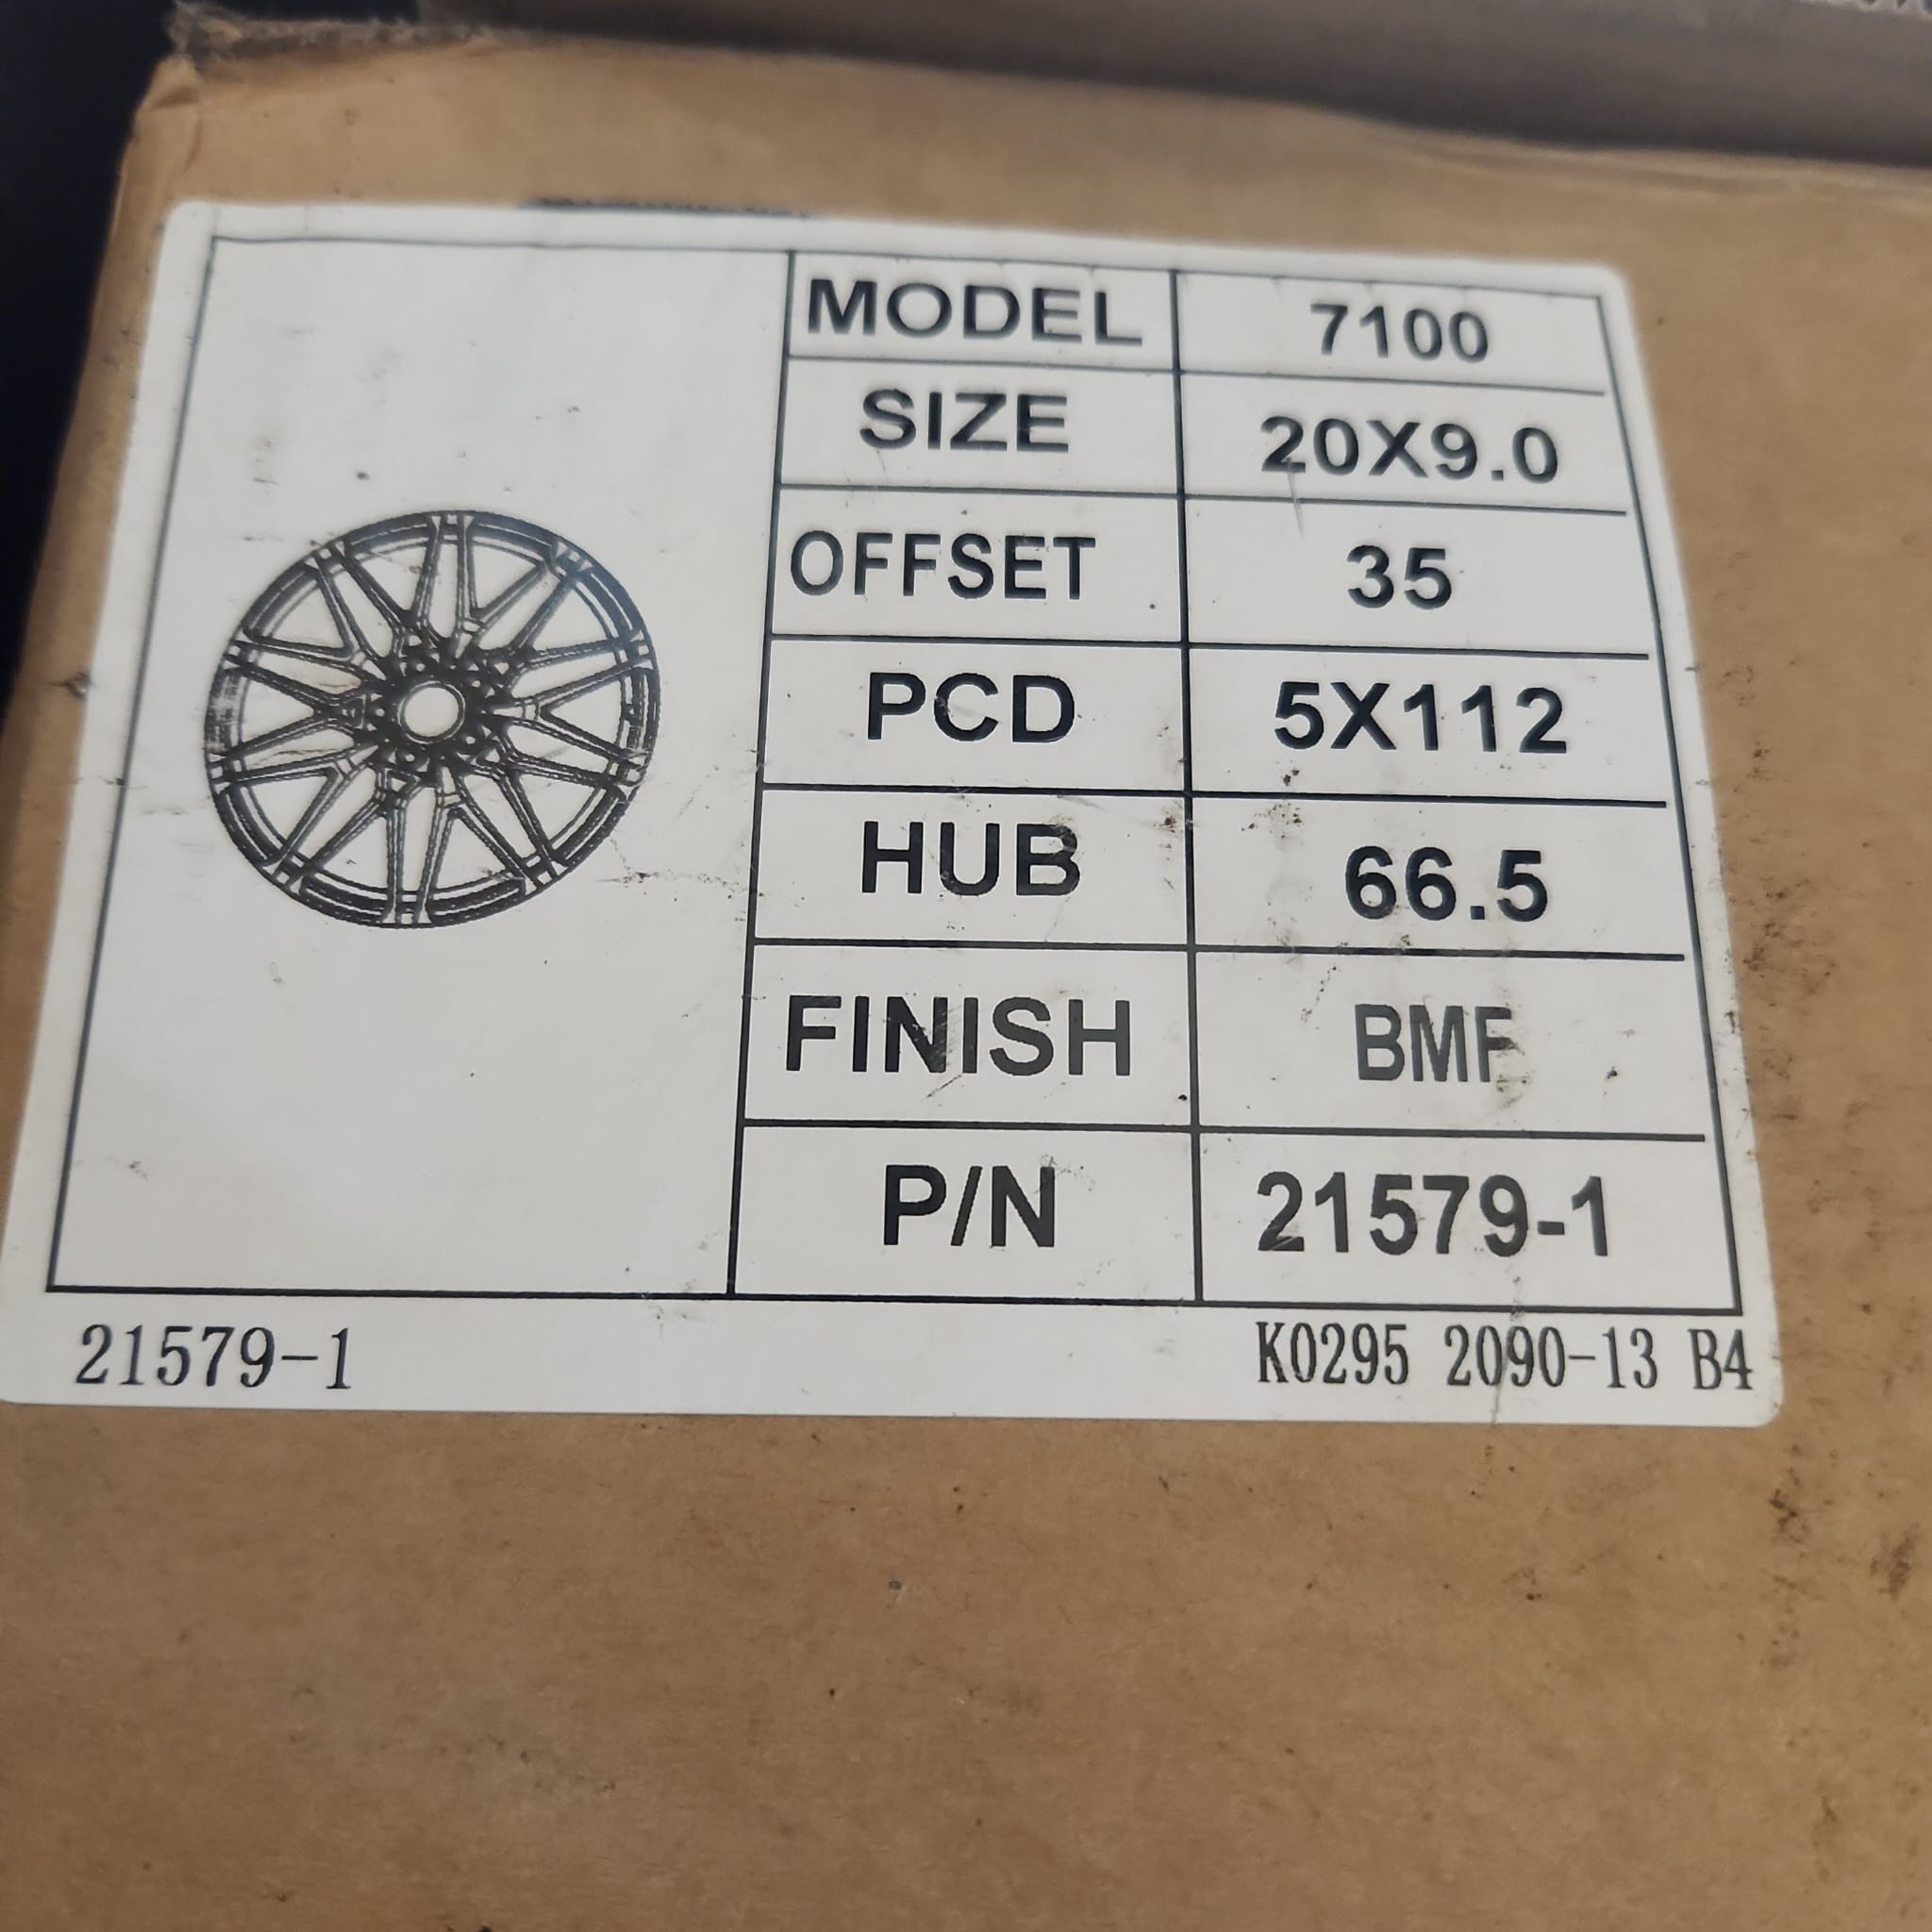 MODEL 7100
SIZE 20X9.0
OFFSET 35
PCD 5X112
HUB 66.5
FINISH BMF
P/N 21579-1
21579-1 K0295 2090-13 B4